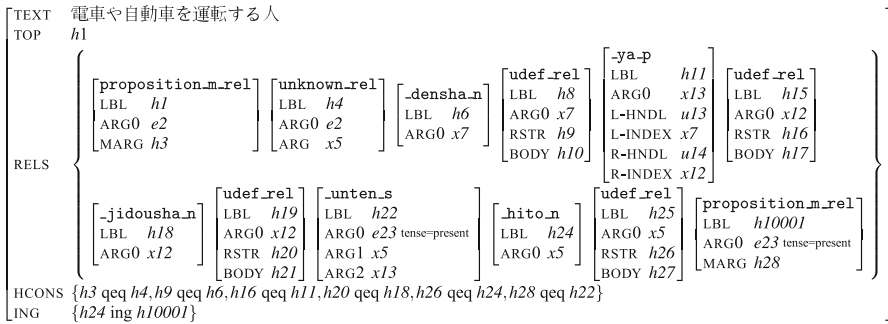 TEXT 電車や自動車を運転する人
TOP h1
RELS
proposition_m_rel
LBL h1
ARG0 e2
MARG h3
unknown_rel
LBL h4
ARG0 e2
ARG x5
_densha_n
LBL h6
ARG0 x7
udef_rel
LBL h8
ARG0 x7
RSTR h9
BODY h10
_ya_p
LBL h11
ARG0 x13
L-HNDL u13
L-INDEX x7
R-HNDL u14
R-INDEX x12
udef_rel
LBL h15
ARG0 x12
RSTR h16
BODY h17
_jidousha_n
LBL h18
ARG0 x12
udef_rel
LBL h19
ARG0 x12
RSTR h20
BODY h21
_unten_s
LBL h22
ARG0 e23 tense=present
ARG1 x5
ARG2 x13
_hito_n
LBL h24
ARG0 x5
udef_rel
LBL h25
ARG0 x5
RSTR h26
BODY h27
proposition_m_rel
LBL h10001
ARG0 e23 tense=present
MARG h28
HCONS {h3 qeq h4,h9 qeq h6,h16 qeq h11,h20 qeq h18,h26 qeq h24,h28 qeq h22}
ING {h24 ing h10001}